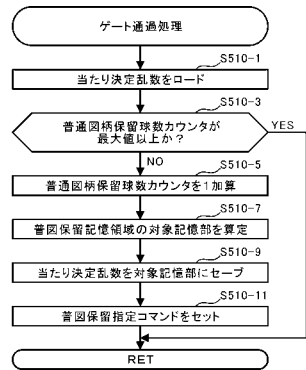 ゲート通過処理
S510-1
当たり決定乱数をロード
S510-3
普通図柄保留球数カウンタが
最大値以上か?
YES
NO
S510-5
普通図柄保留球数カウンタを1加算
S510-7
普図保留記憶領域の対象記憶部を算定
S510-9
当たり決定乱数を対象記憶部にセーブ
S510-11
普図保留指定コマンドをセット
RET